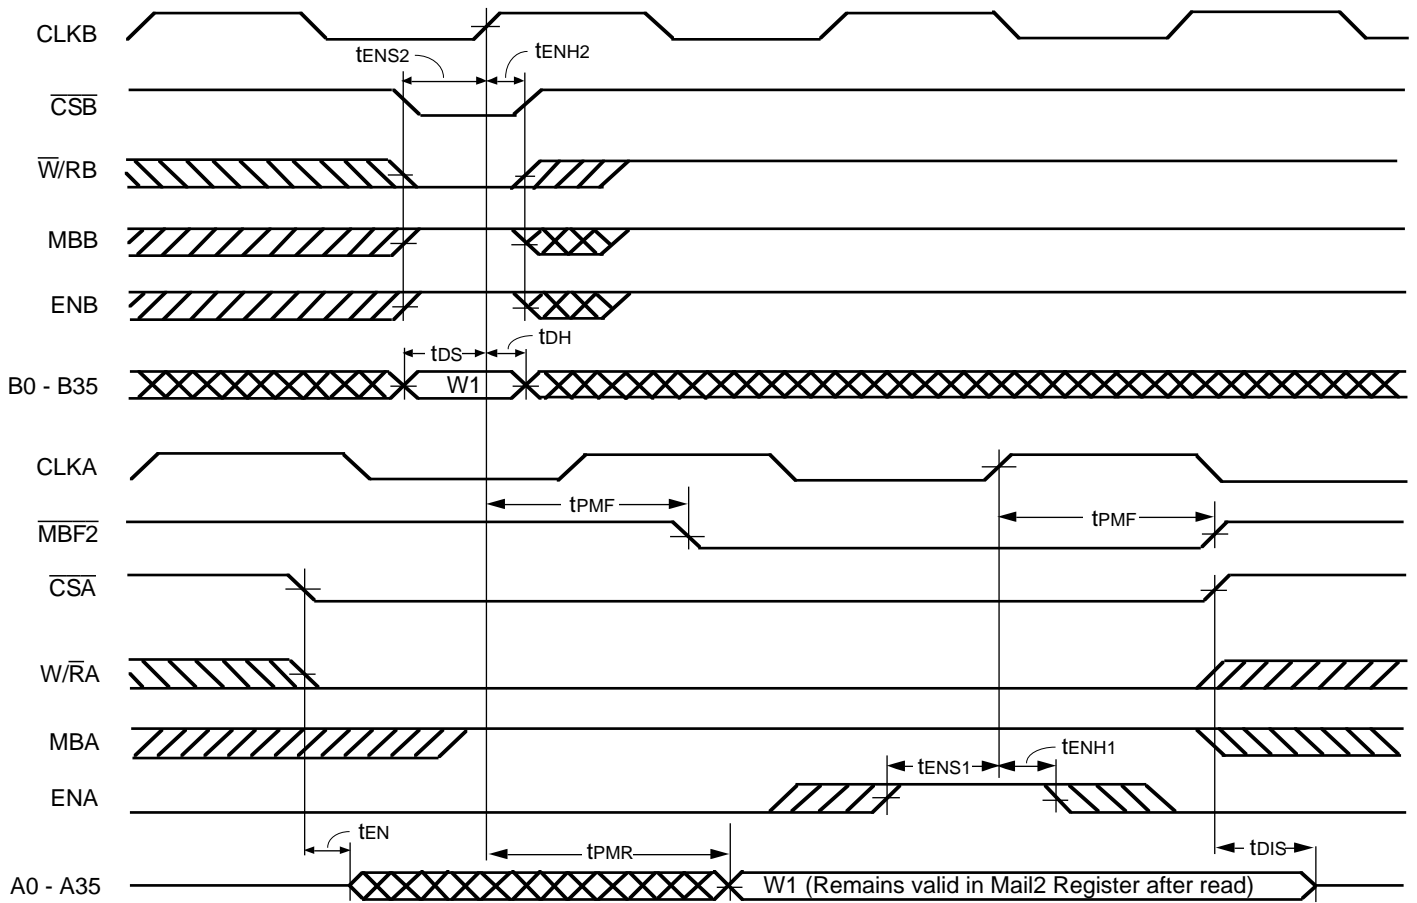 CLKB
tENS2
tENH2
CSB
W/RB
MBB
ENB
tDS
tDH
B0 - B35
W1
CLKA
tPMF
tPMF
MBF2
CSA
W/RA
MBA
tENS1
tENH1
ENA
tEN
tPMR
tDIS
A0 - A35
W1 (Remains valid in Mail2 Register after read)